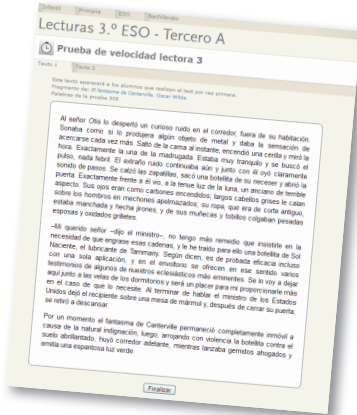 Infantil Primaria ESO Bachillerato
Lecturas 3.º ESO - Tercero A
Prueba de velocidad lectora 3
Texto 1 Texto 2
Este texto aparecerá a los alumnos que realicen el test por vez primera.
Fragmento de: El fantasma de Canterville, Oscar Wilde
Palabras de la prueba
Al señor Otis lo despertó un curioso ruido en el corredor, fuera de su habitación.
Sonaba como si lo produjera algún objeto de metal y daba la sensación de
acercarse cada vez más. Saltó de la cama al instante, encendió una cerilla y miró la
hora. Exactamente la una de la madrugada. Estaba muy tranquilo y se buscó el
pulso, nada febril. El extraño ruido continuaba aún y junto con él oyó claramente
sonido de pasos. Se calzó las zapatillas, sacó una botellita de su neceser y abrió la
puerta. Exactamente frente a él vio, a la tenue luz de la luna, un anciano de terrible
aspecto. Sus ojos eran como carbones encendidos; largos cabellos grises le caían
sobre los hombros en mechones apelmazados; su ropa, que era de corte antiguo,
estaba manchada y hecha jirones, y de sus muñecas y tobillos colgaban pesadas
esposas y oxidados grilletes.
–Mi querido señor –dijo el ministro–, no tengo más remedio que insistirle en la
necesidad de que engrase esas cadenas, y le he traído para ello una botellita de Sol
Naciente, el lubricante de Tammany. Según dicen, es de probada eficacia incluso
con una sola aplicación, y en el envoltorio se ofrecen en ese sentido varios
testimonios de algunos de nuestros eclesiásticos más eminentes. Se lo voy a dejar
aquí junto a las velas de los dormitorios y será un placer para mí proporcionarle más
en el caso de que lo necesite. Al terminar de hablar el ministro de los Estados
Unidos dejó el recipiente sobre una mesa de mármol y, después de cerrar su puerta,
se retiró a descansar.
Por un momento el fantasma de Canterville permaneció completamente inmóvil a
causa de la natural indignación; luego, arrojando con violencia la botellita contra el
suelo abrillantado, huyó corredor adelante, mientras lanzaba gemidos ahogados y
emitía una espantosa luz verde.
Finalizar